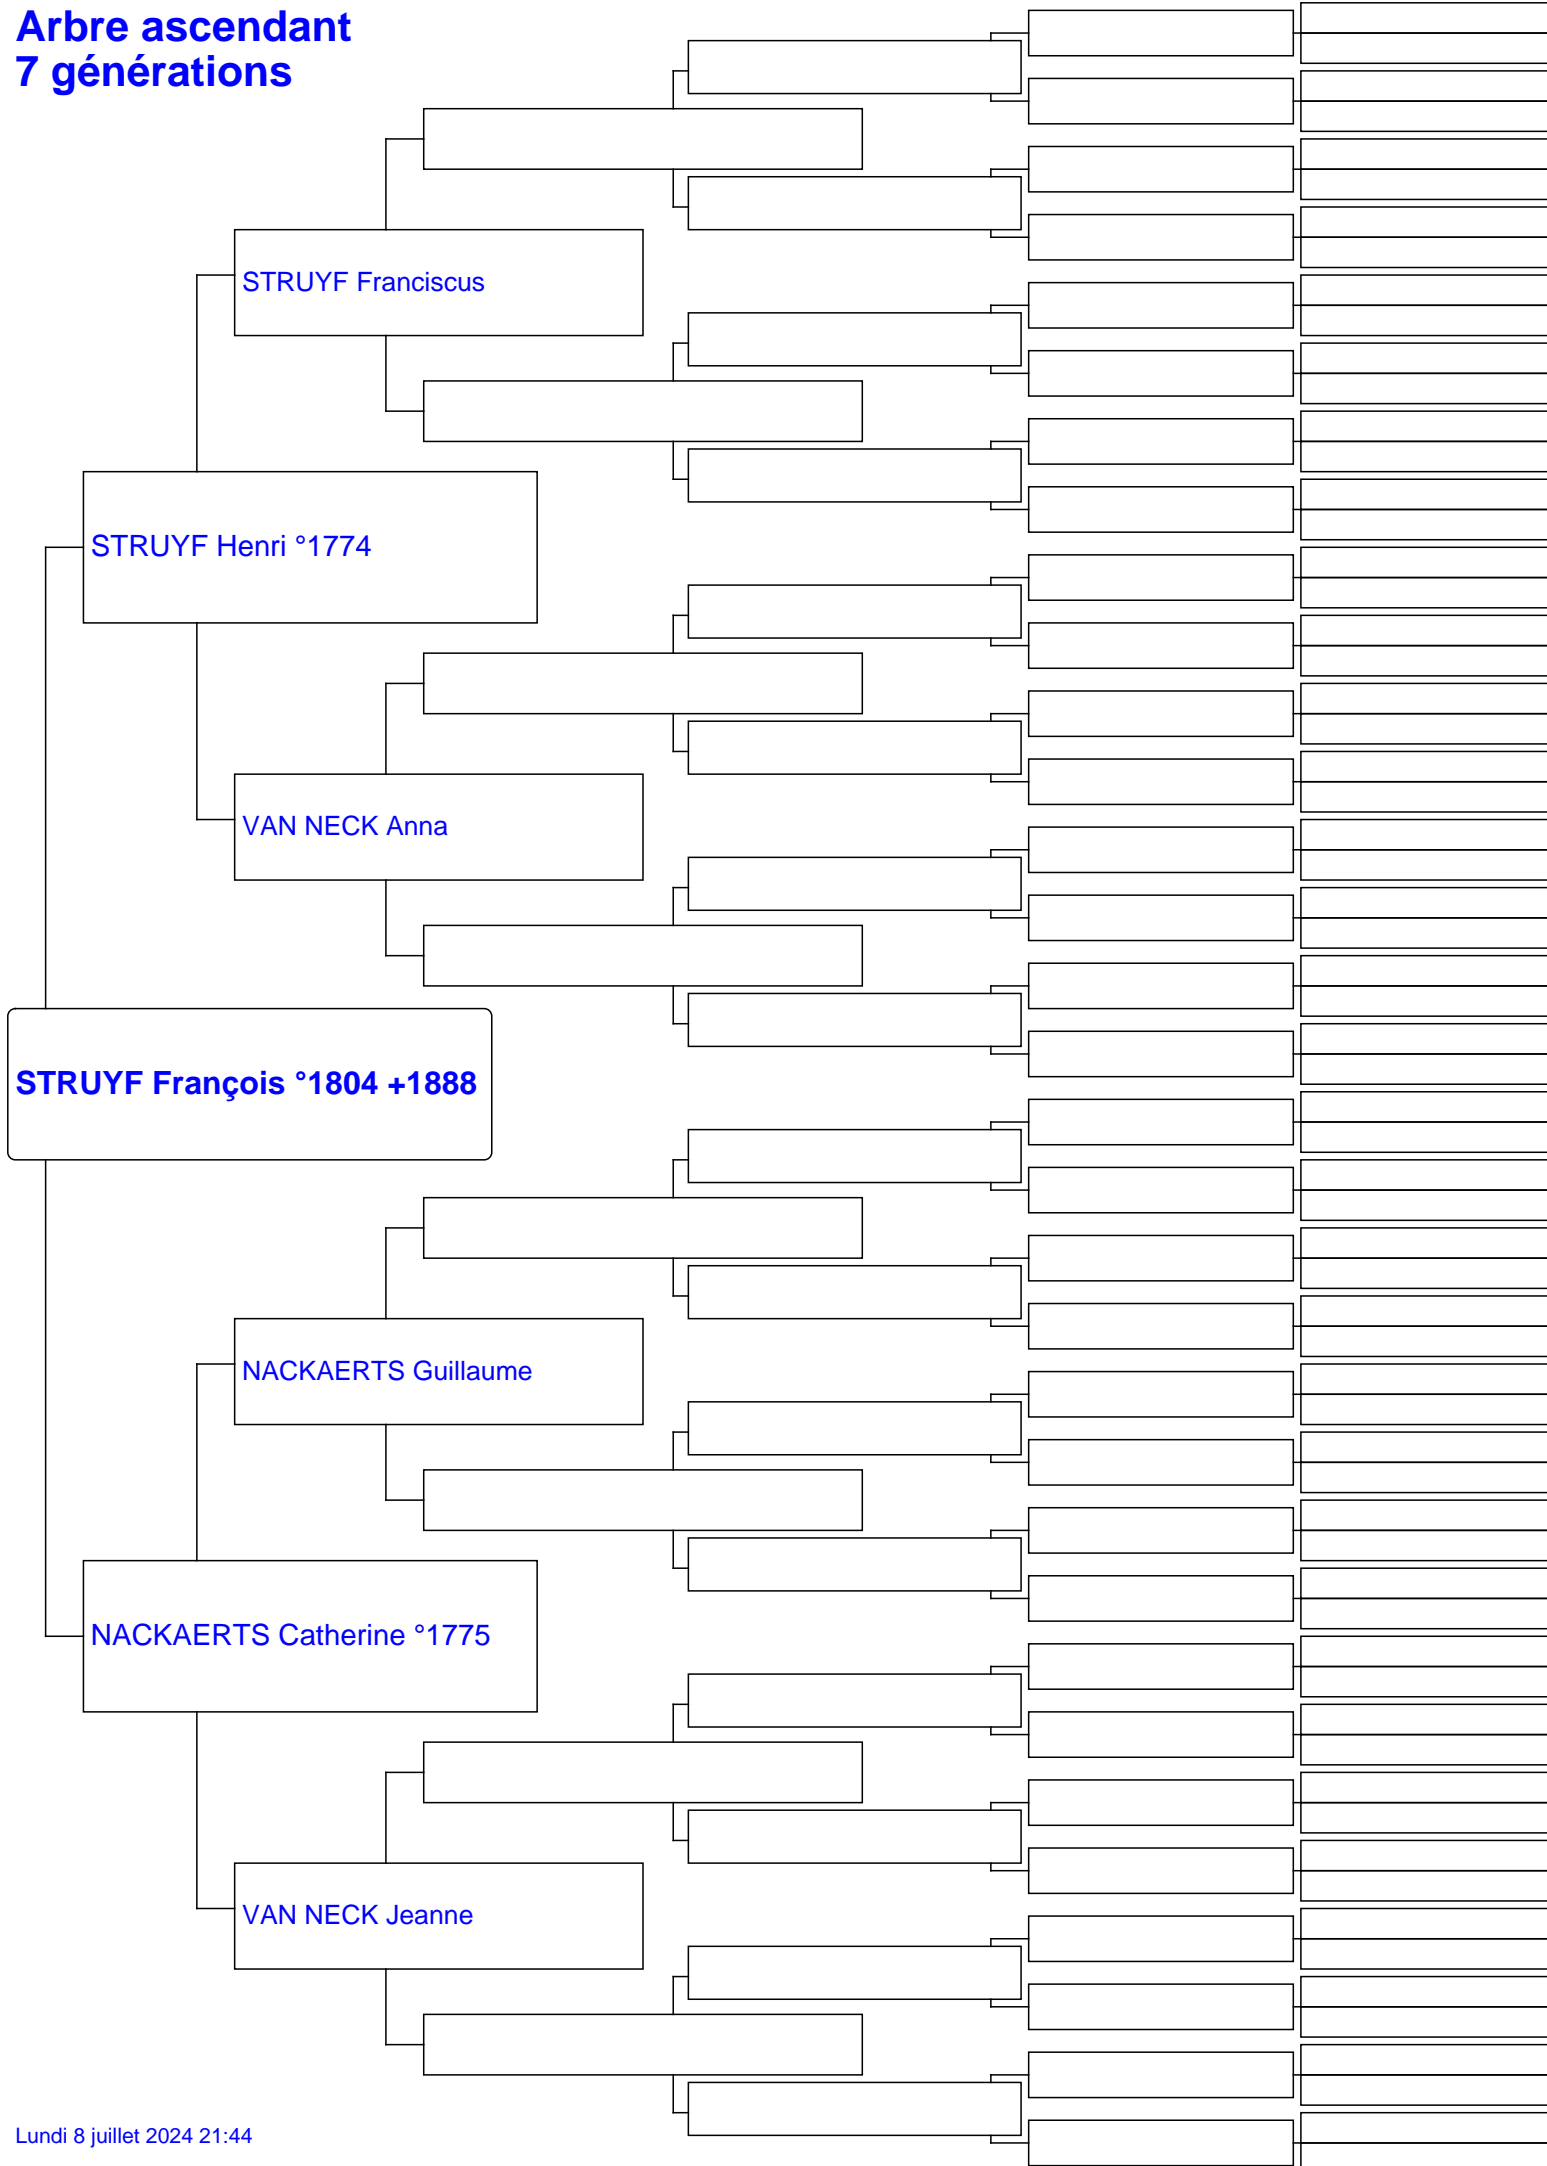 Arbre ascendant
7 générations
STRUYF Franciscus
STRUYF Henri °1774
VAN NECK Anna
STRUYF François °1804 +1888
NACKAERTS Guillaume
NACKAERTS Catherine °1775
VAN NECK Jeanne
Lundi 8 juillet 2024 21:44